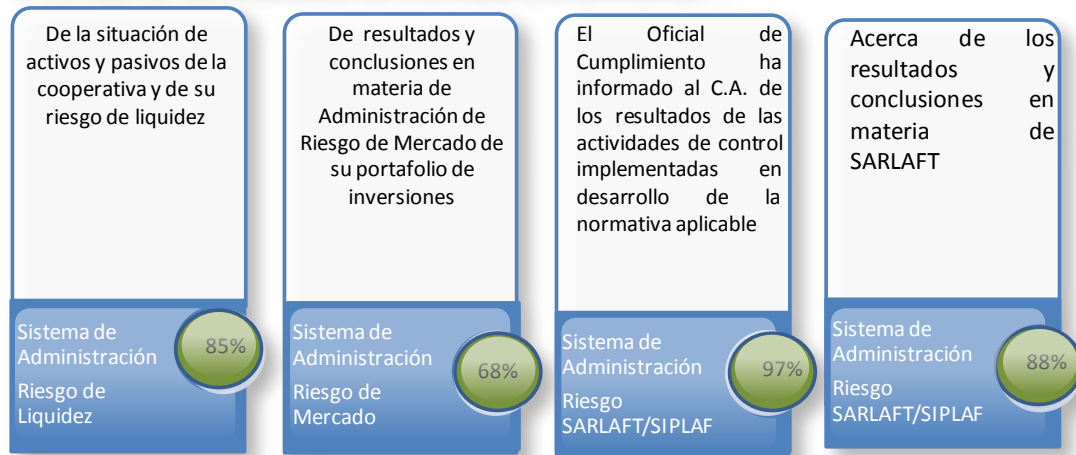 De la situación de
activos y pasivos de la
cooperativa y de su
riesgo de liquidez
Sistema de
Administración
Riesgo de
Liquidez
85%
De resultados y
conclusiones en
materia de
Administración de
Riesgo de Mercado de
su portafolio de
inversiones
Sistema de
Administración
Riesgo de
Mercado
68%
El Oficial de
Cumplimiento ha
informado al C.A. de
los resultados de las
actividades de control
implementadas en
desarrollo de la
normativa aplicable
Sistema de
Administración
Riesgo
SARLAFT/SIPLAF
97%
Acerca de los
resultados y
conclusiones en
materia de
SARLAFT
Sistema de
Administración
Riesgo
SARLAFT/SIPLAF
88%